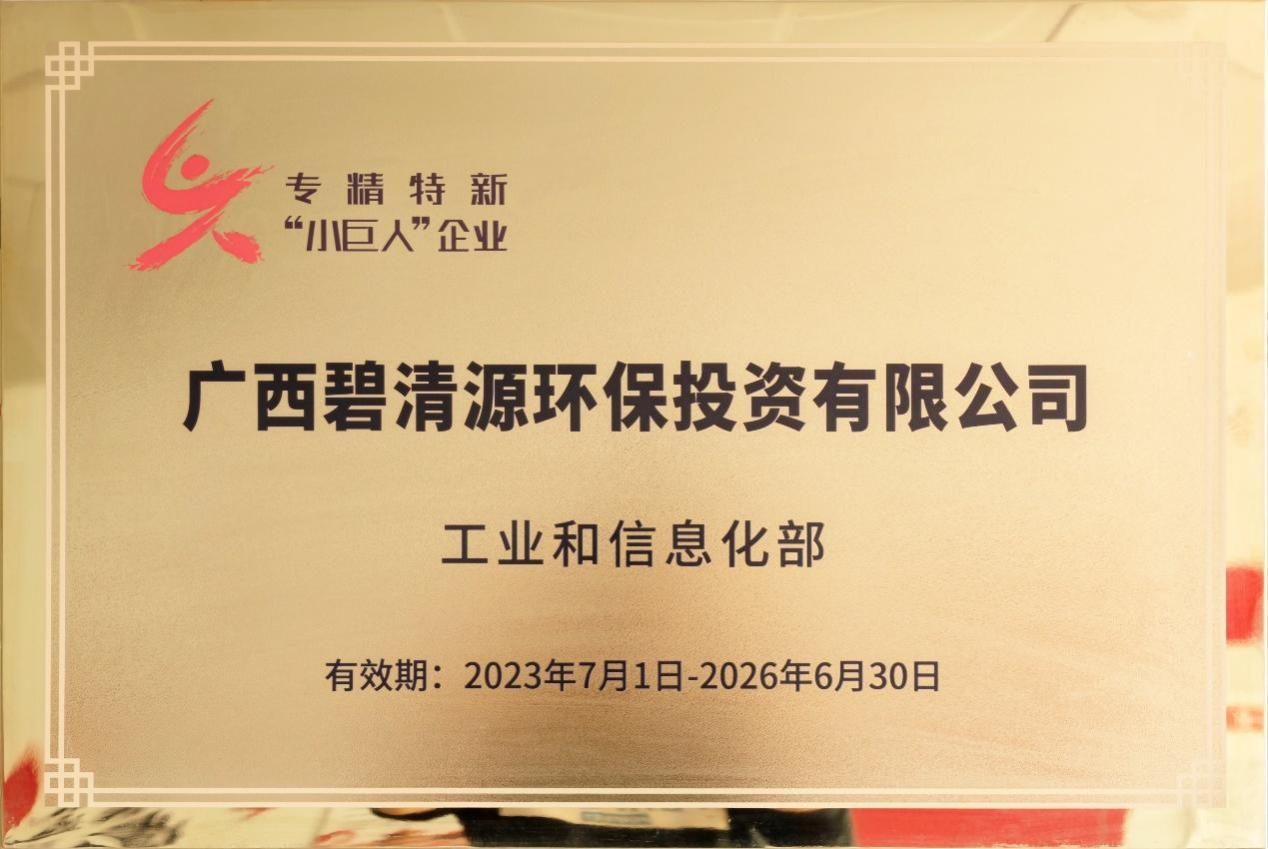 专精特新
“小巨人”企业
广西碧清源环保投资有限公司
工业和信息化部
有效期：2023年7月1日-2026年6月30日